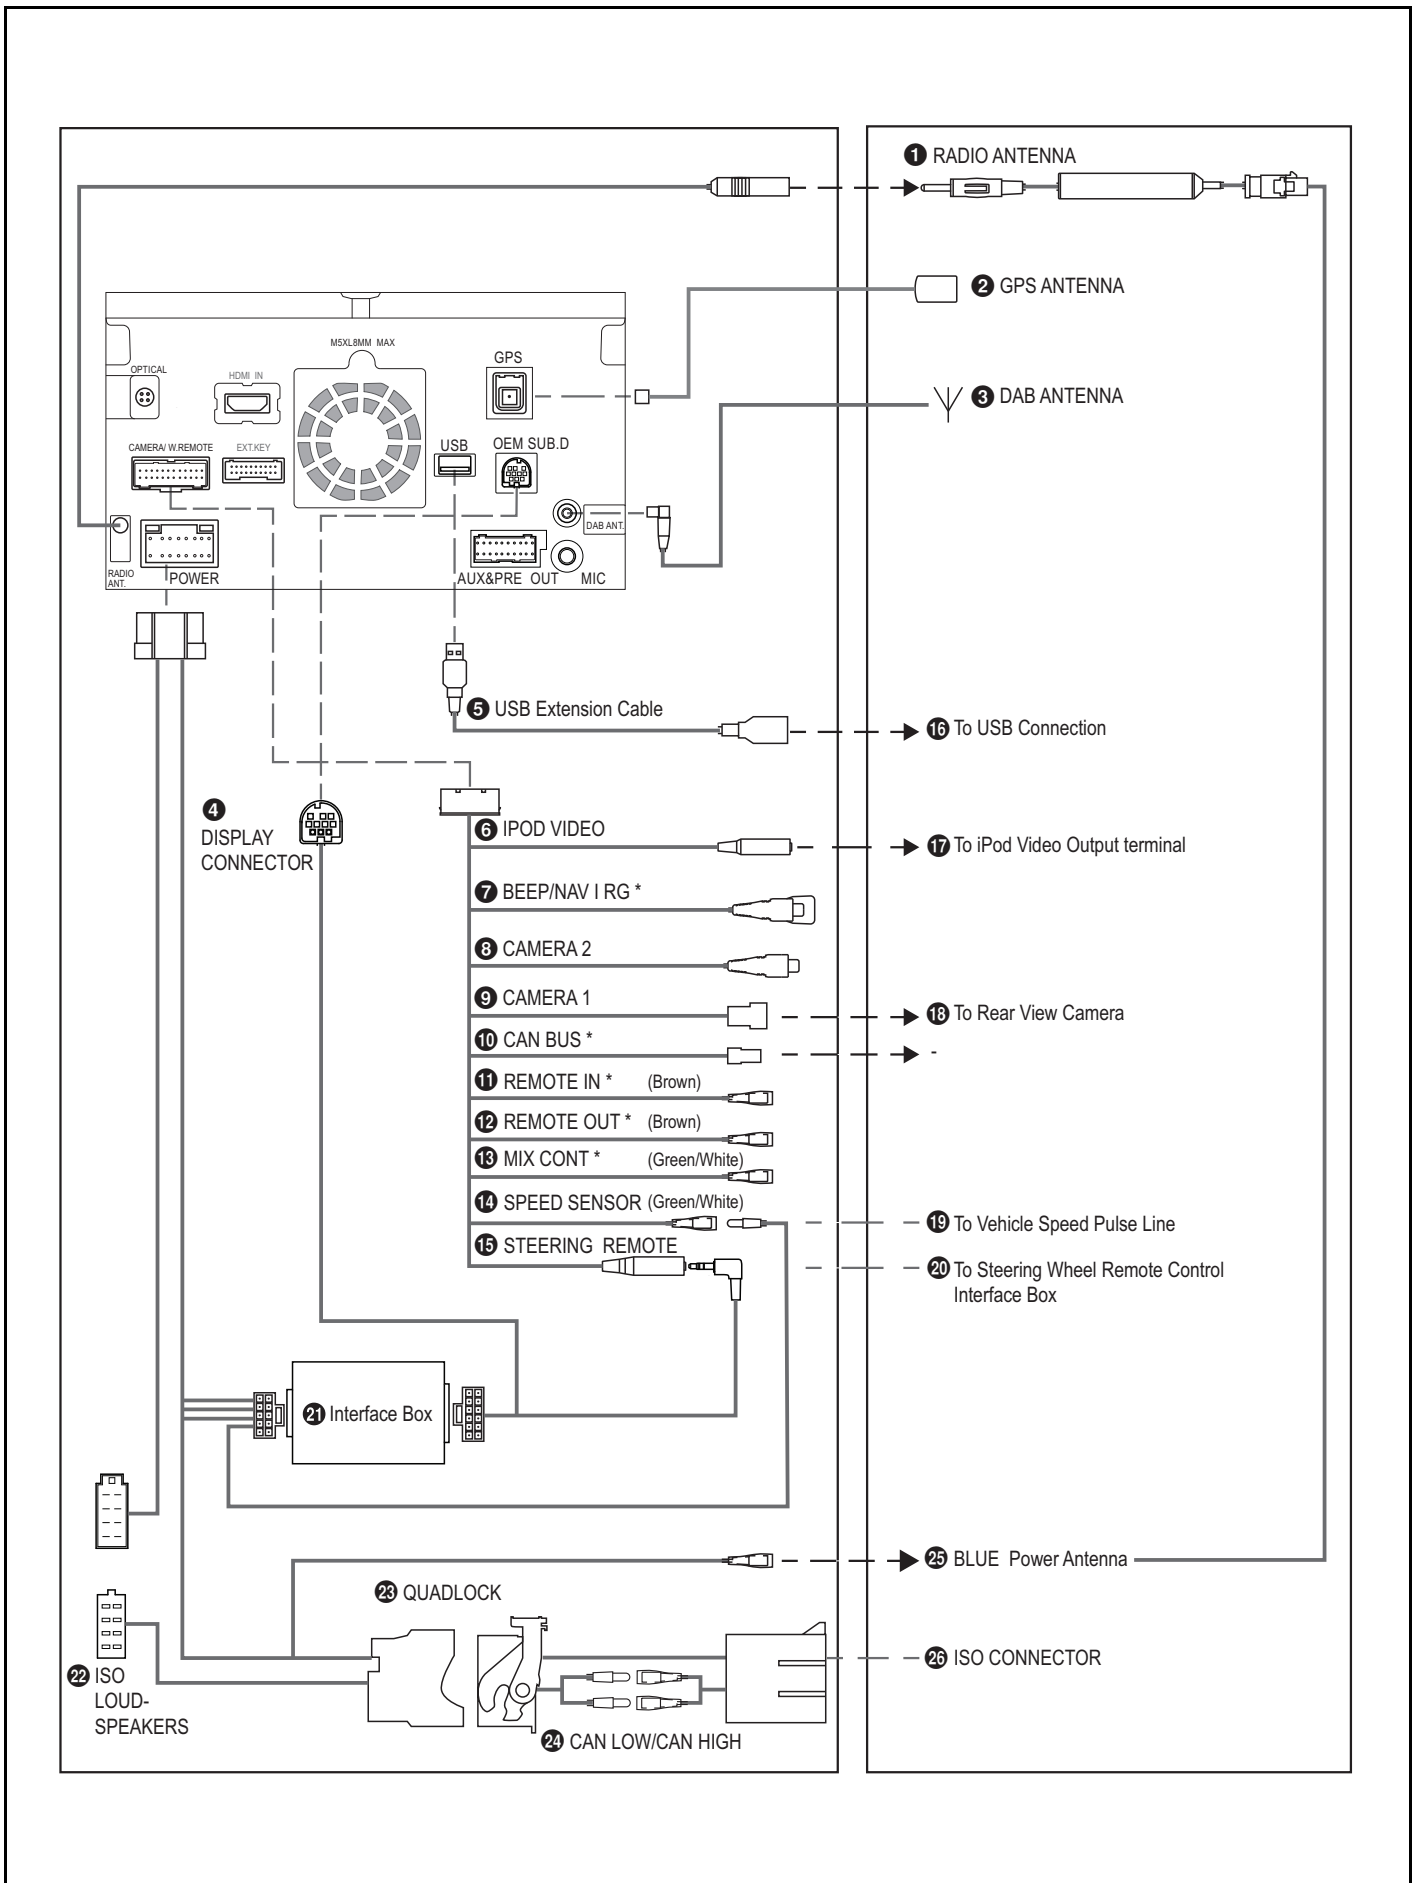 ❶ RADIO ANTENNA
❷ GPS ANTENNA
M5XL8MM MAX
GPS
OPTICAL
HDMI IN
❸ DAB ANTENNA
CAMERA/ W.REMOTE
EXT.KEY
USB
OEM SUB.D
DAB ANT.
RADIO
ANT.
POWER
AUX&PRE OUT
MIC
❺ USB Extension Cable
⓰ To USB Connection
❹
DISPLAY
CONNECTOR
❻ IPOD VIDEO
⓱ To iPod Video Output terminal
❼ BEEP/NAV I RG *
❽ CAMERA 2
❾ CAMERA 1
⓲ To Rear View Camera
❿ CAN BUS *
-
⓫ REMOTE IN * (Brown)
⓬ REMOTE OUT * (Brown)
⓭ MIX CONT * (Green/White)
⓮ SPEED SENSOR (Green/White)
⓳ To Vehicle Speed Pulse Line
⓯ STEERING REMOTE
⓴ To Steering Wheel Remote Control
Interface Box
㉑ Interface Box
㉕ BLUE Power Antenna
㉓ QUADLOCK
㉖ ISO CONNECTOR
㉒ ISO
LOUD-
SPEAKERS
㉔ CAN LOW/CAN HIGH